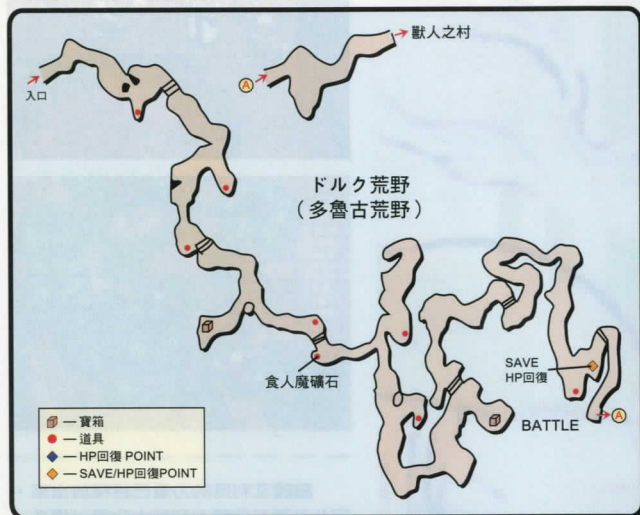 獸人之村
Ⓐ
入口
ドルク荒野
（多魯古荒野）
食人魔礦石
SAVE
HP回復
BATTLE
Ⓐ
—寶箱
—道具
—HP回復 POINT
—SAVE/HP回復POINT